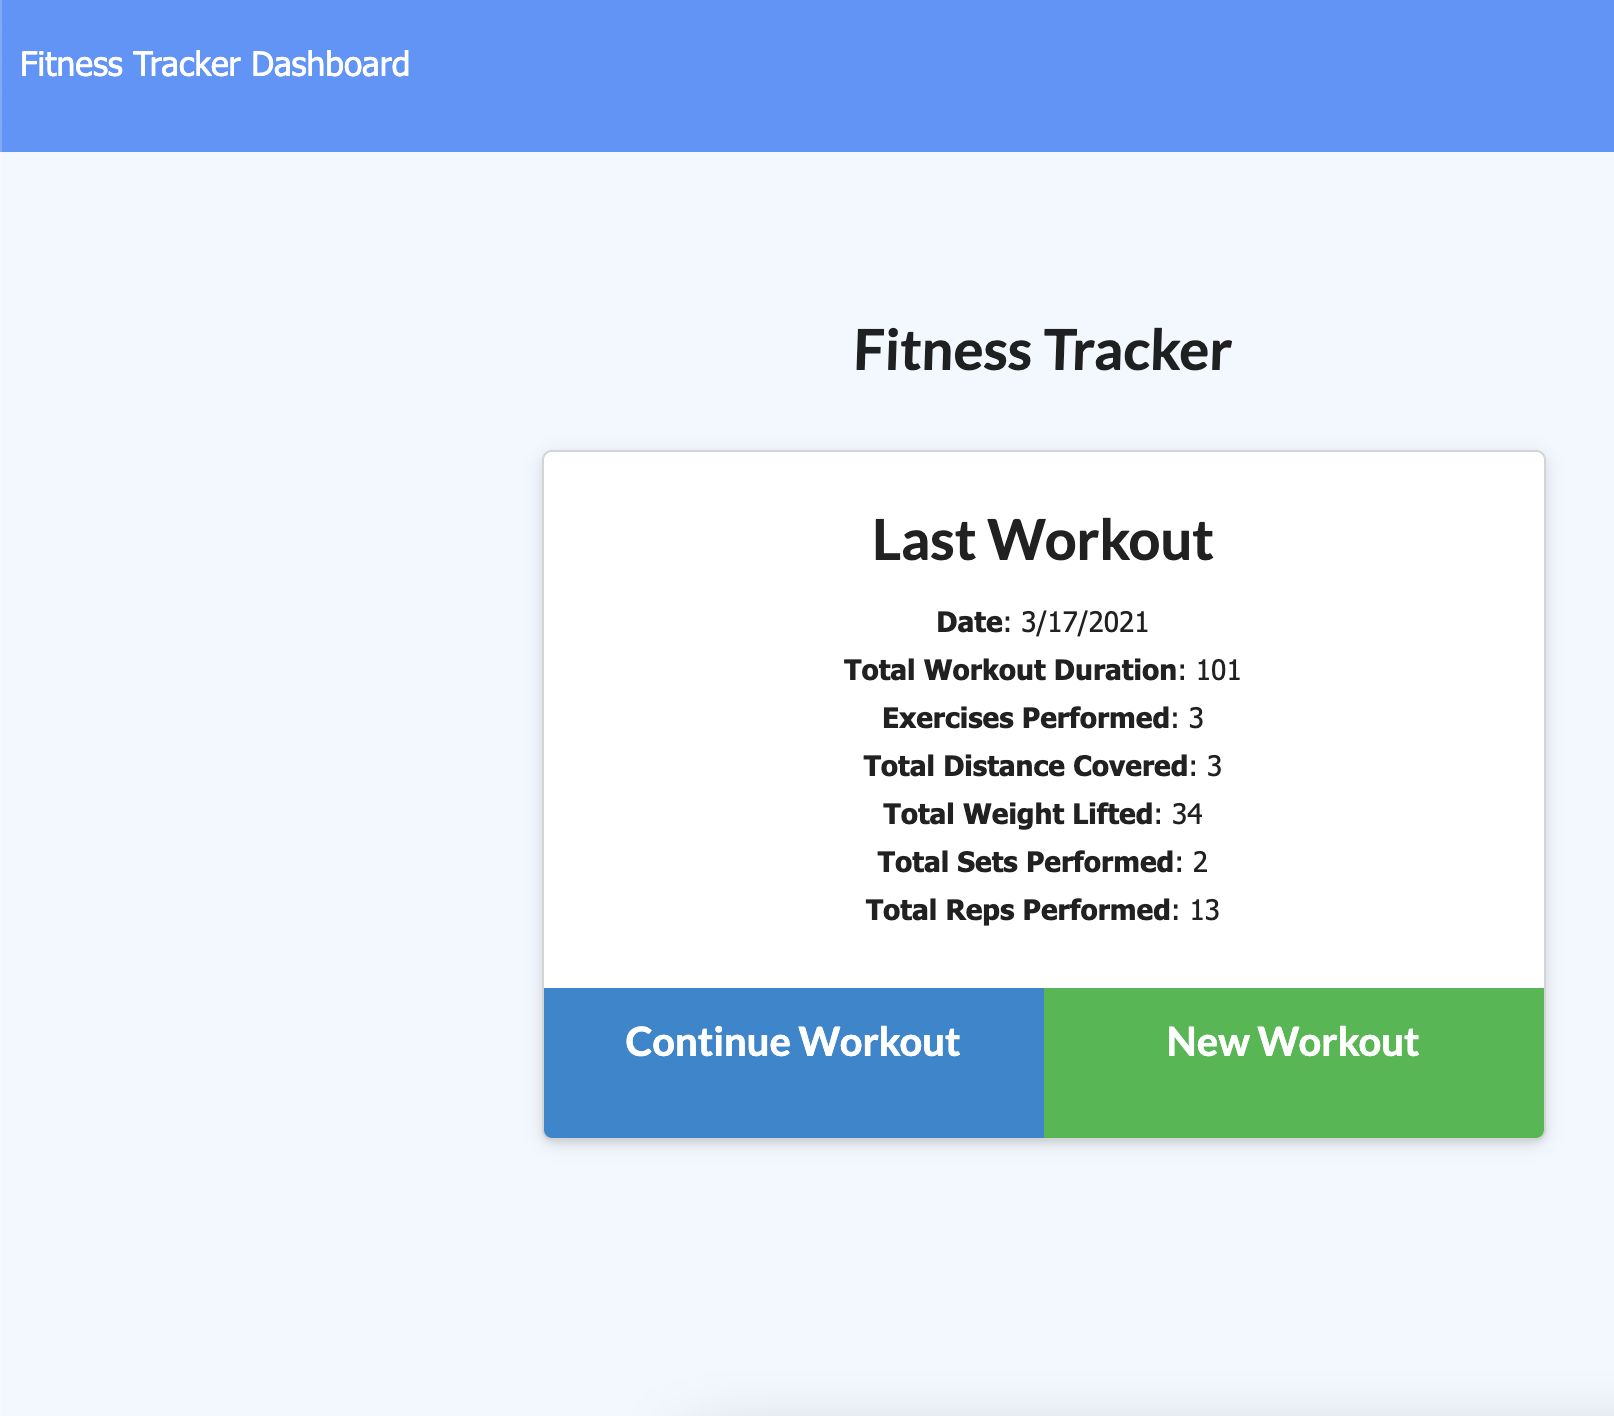 Fitness Tracker Dashboard
Fitness Tracker
Last Workout
Date: 3/17/2021
Total Workout Duration: 101
Exercises Performed: 3
Total Distance Covered: 3
Total Weight Lifted: 34
Total Sets Performed: 2
Total Reps Performed: 13
Continue Workout
New Workout